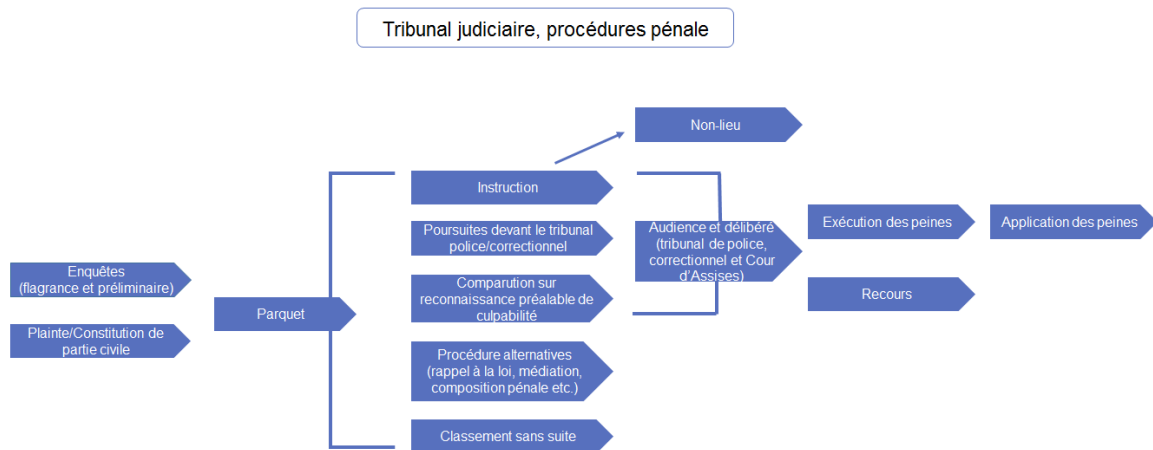 Tribunal judiciaire, procédures pénale
Non-lieu
Instruction
Poursuites devant le tribunal
police/correctionnel
Audience et délibéré
(tribunal de police,
correctionnel et Cour
d'Assises)
Exécution des peines
Application des peines
Enquêtes
(flagrance et préliminaire)
Comparution sur
reconnaissance préalable de
culpabilité
Recours
Parquet
Plainte/Constitution de
partie civile
Procédure alternatives
(rappel à la loi, médiation,
composition pénale etc.)
Classement sans suite